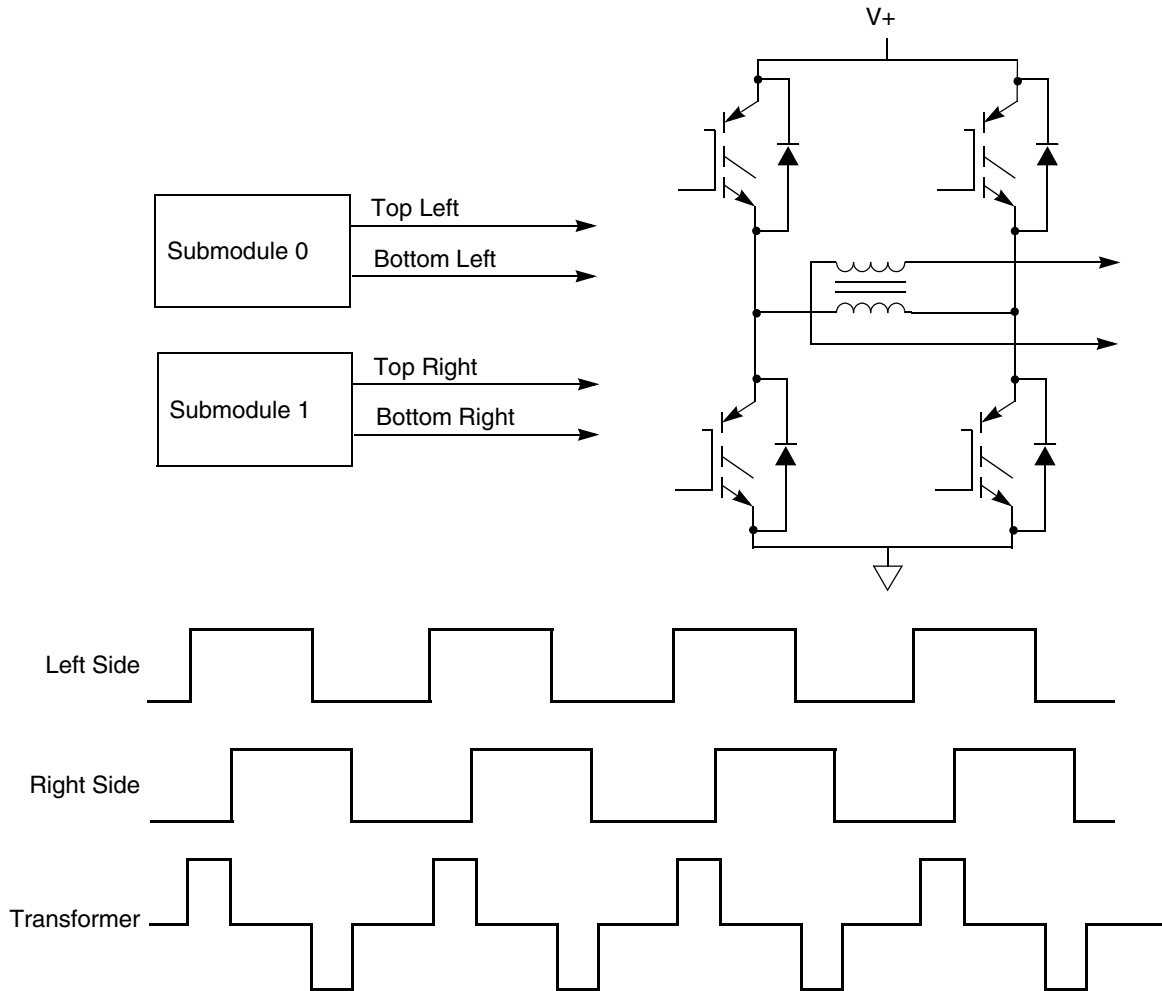 V+
Top Left
Submodule 0
Bottom Left
Top Right
Submodule 1
Bottom Right
Left Side
Right Side
Transformer